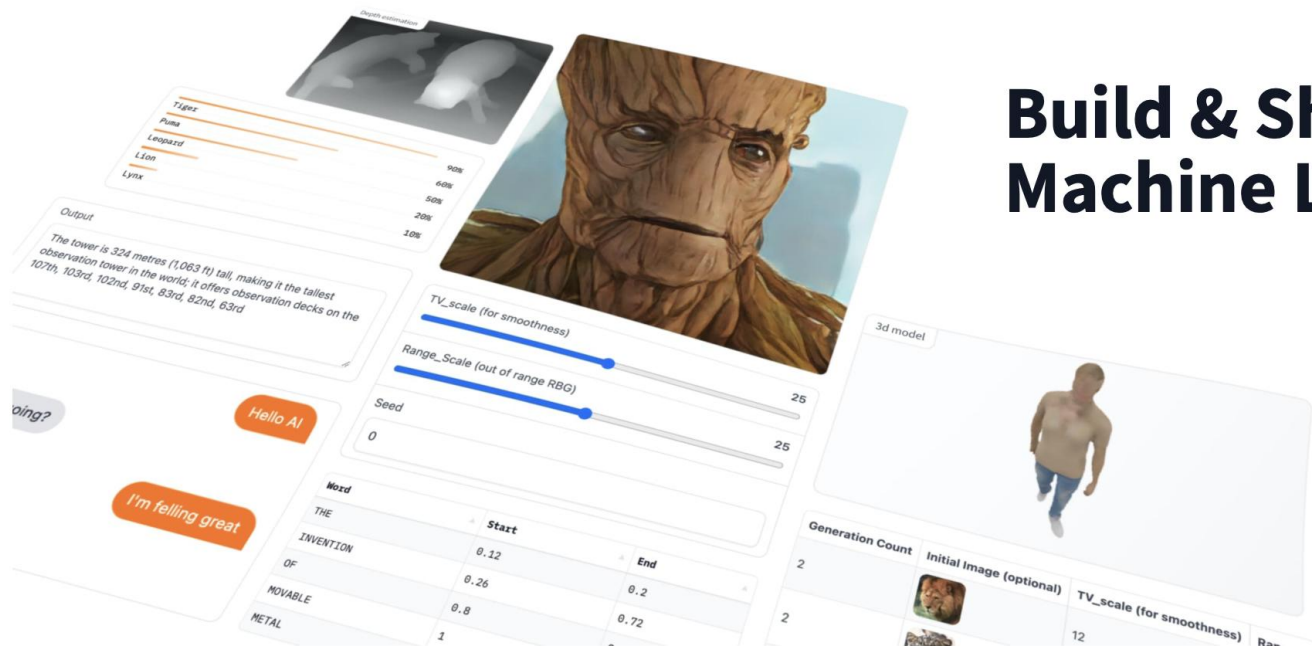 Build & Sh
Machine L
Depth estimation
Tiger
90%
Puma
60%
Leopard
50%
Lion
20%
Lynx
10%
Output
The tower is 324 metres (1,063 ft) tall, making it the tallest
observation tower in the world; it offers observation decks on the
107th, 103rd, 102nd, 91st, 83rd, 82nd, 63rd
oing?
Hello AI
I'm felling great
TV_scale (for smoothness)
25
Range_Scale (out of range RBG)
25
Seed
0
Word Start End
THE 0.12 0.2
INVENTION 0.26 0.72
OF 0.8
MOVABLE 1
METAL
3d model
Generation Count Initial Image (optional) TV_scale (for smoothness) Ran
2 12
2